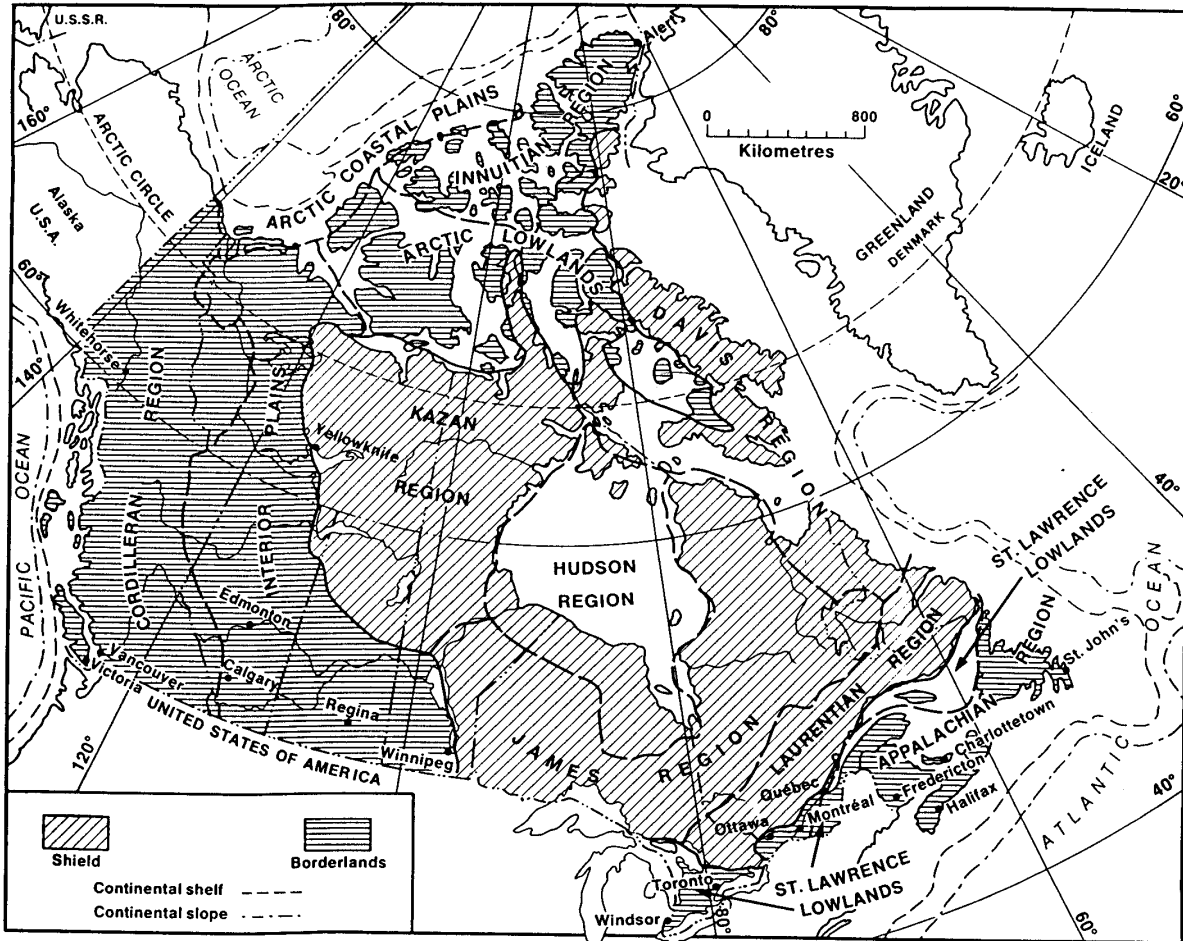 U.S.S.R.
80°
80°
Alert
ARCTIC
OCEAN
160°
ARCTIC CIRCLE
Alaska
U.S.A.
60°
ARCTIC COASTAL PLAINS
INNUITIAN REGION
0 800
Kilometres
ICELAND
60°
20°
GREENLAND
DENMARK
ARCTIC LOWLANDS
Whitehorse
140°
DAVIS REGION
KAZAN
REGION
Yellowknife
PACIFIC OCEAN
CORDILLERAN REGION
INTERIOR PLAINS
40°
ST. LAWRENCE
LOWLANDS
HUDSON
REGION
Edmonton
Vancouver
Victoria
Calgary
Regina
Winnipeg
UNITED STATES OF AMERICA
120°
JAMES REGION
LAURENTIAN REGION
APPALACHIAN REGION
St. John's
Charlottetown
Fredericton
Halifax
Québec
Montréal
Ottawa
ATLANTIC OCEAN
40°
Toronto
Windsor
80°
ST. LAWRENCE
LOWLANDS
60°
Shield
Borderlands
Continental shelf
Continental slope